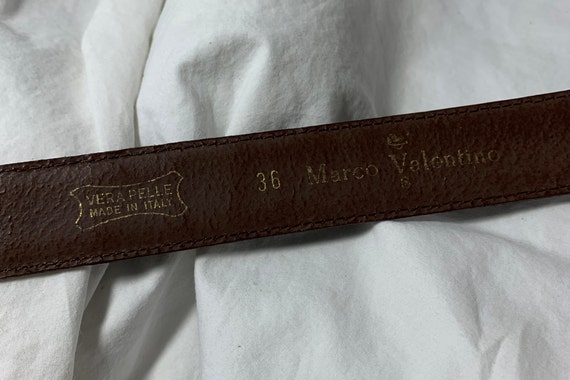 VERA PELLE
MADE IN ITALY
36 Marco Valentino
®